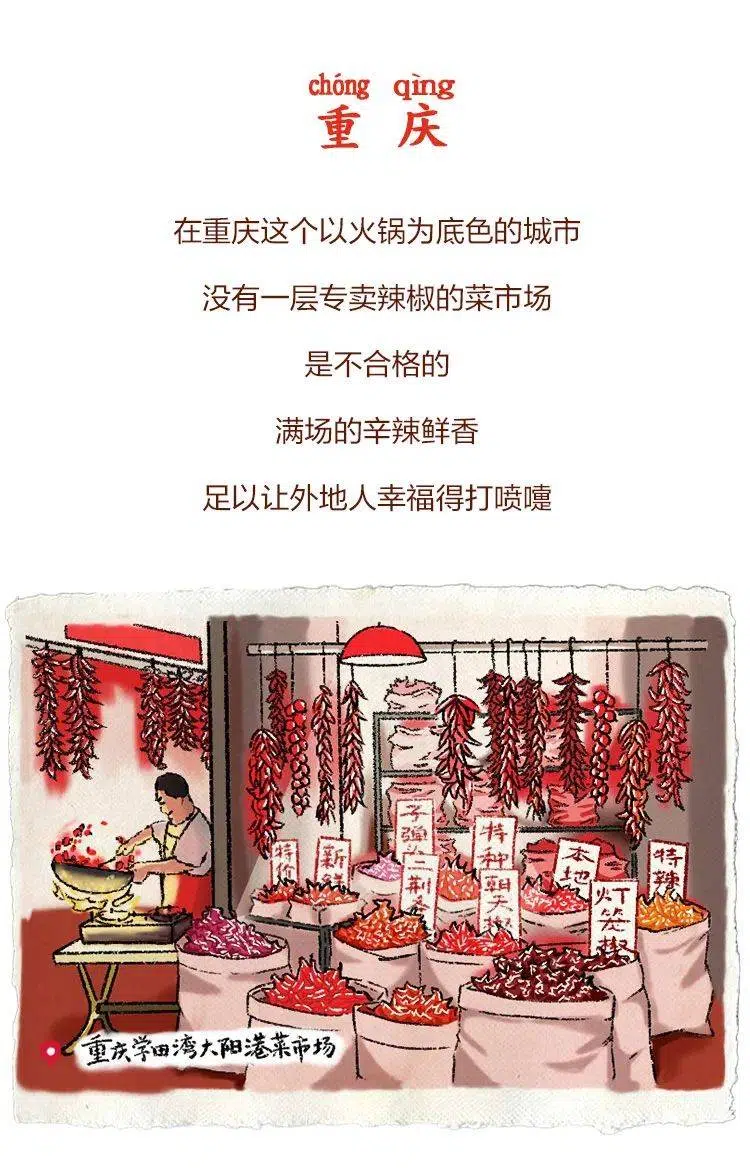 chóng qìng
重庆
在重庆这个以火锅为底色的城市
没有一层专卖辣椒的菜市场
是不合格的
满场的辛辣鲜香
足以让外地人幸福得打喷嚏
特价
新鲜
子弹头
二荆条
特种
朝天椒
本地
灯笼椒
特辣
重庆学田湾大阳港菜市场